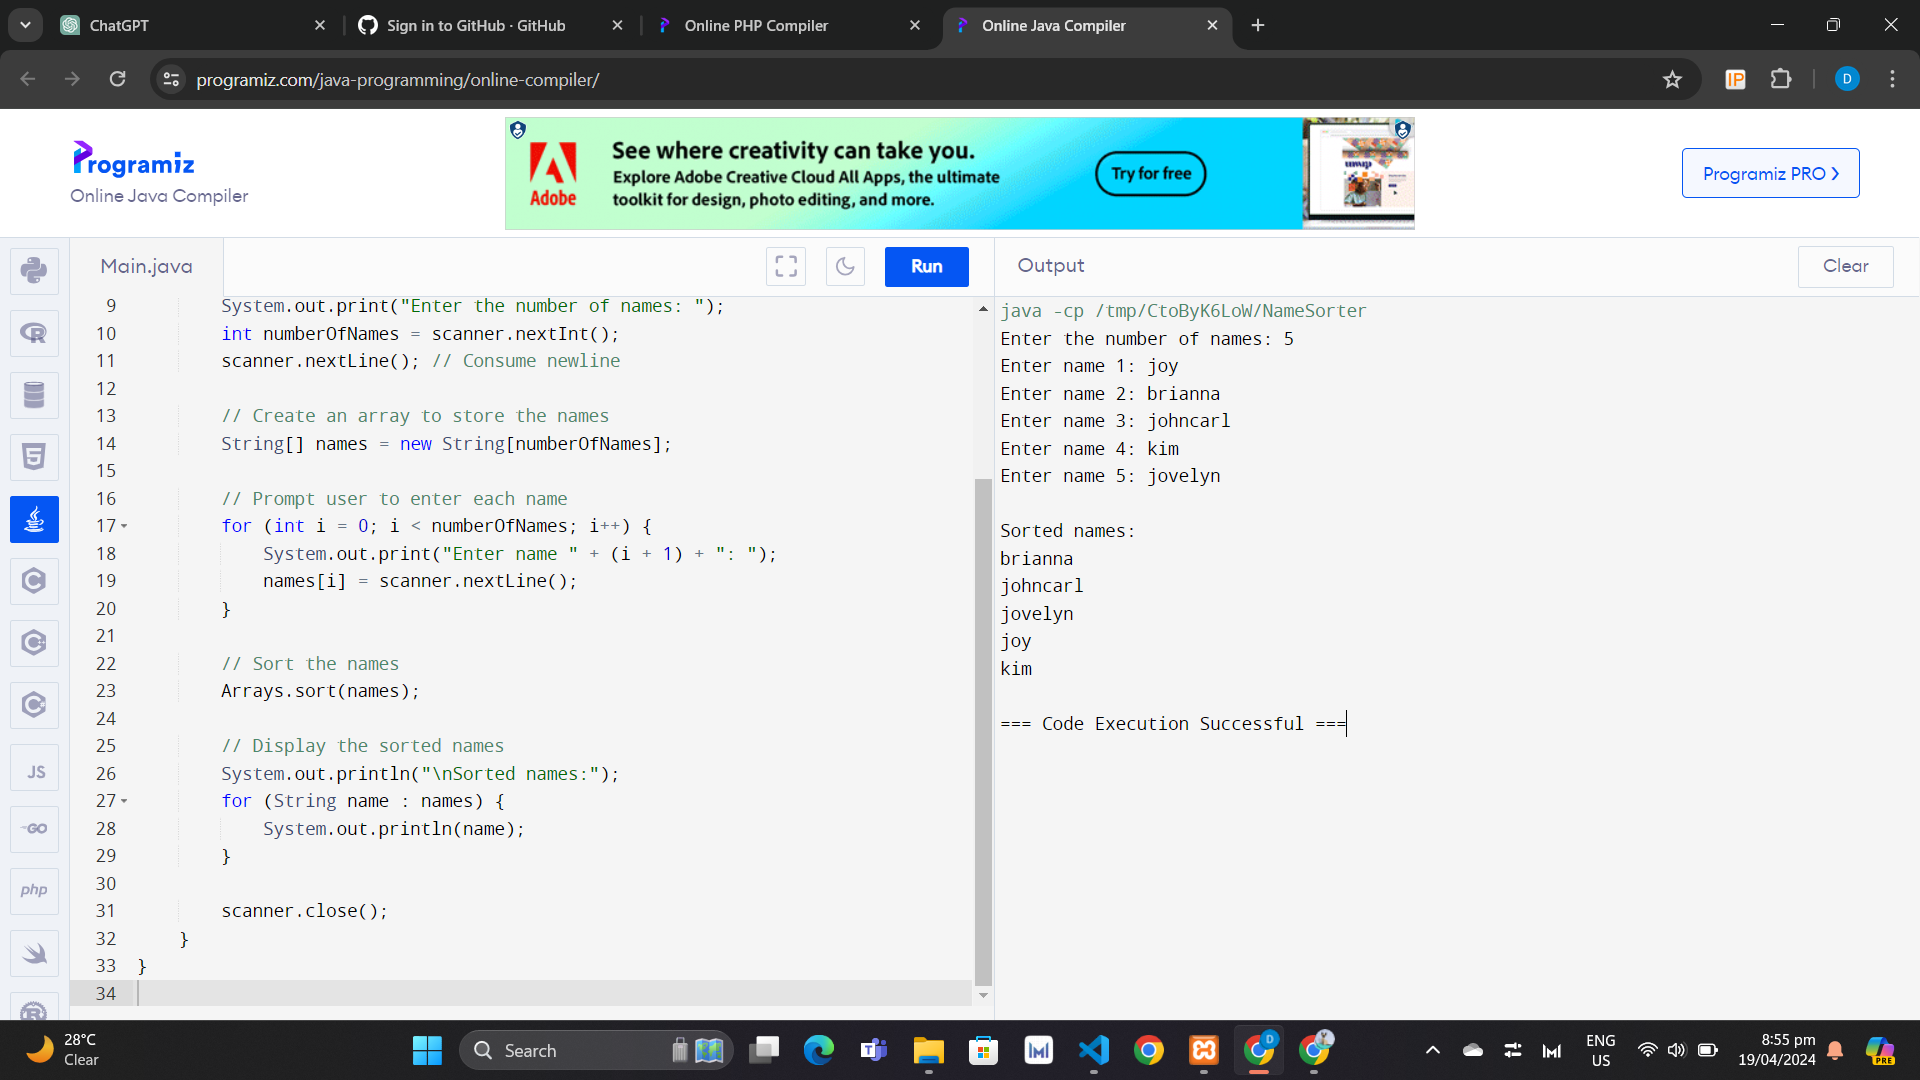 ChatGPT
Sign in to GitHub · GitHub
Online PHP Compiler
Online Java Compiler
programiz.com/java-programming/online-compiler/
IP
D
Programiz
Online Java Compiler
Adobe
See where creativity can take you.
Explore Adobe Creative Cloud All Apps, the ultimate
toolkit for design, photo editing, and more.
Try for free
Programiz PRO
Main.java
Run
Output
Clear
9 System.out.print("Enter the number of names: ");
10 int numberOfNames = scanner.nextInt();
11 scanner.nextLine(); // Consume newline
12
13 // Create an array to store the names
14 String[] names = new String[numberOfNames];
15
16 // Prompt user to enter each name
17 for (int i = 0; i < numberOfNames; i++) {
18 System.out.print("Enter name " + (i + 1) + ": ");
19 names[i] = scanner.nextLine();
20 }
21
22 // Sort the names
23 Arrays.sort(names);
24
25 // Display the sorted names
26 System.out.println("\nSorted names:");
27 for (String name : names) {
28 System.out.println(name);
29 }
30
31 scanner.close();
32 }
33 }
34
java -cp /tmp/CtoByK6LoW/NameSorter
Enter the number of names: 5
Enter name 1: joy
Enter name 2: brianna
Enter name 3: johncarl
Enter name 4: kim
Enter name 5: jovelyn
Sorted names:
brianna
johncarl
jovelyn
joy
kim
=== Code Execution Successful ===
JS
GO
php
28°C
Clear
Search
D
ENG
US
8:55 pm
19/04/2024
PRE